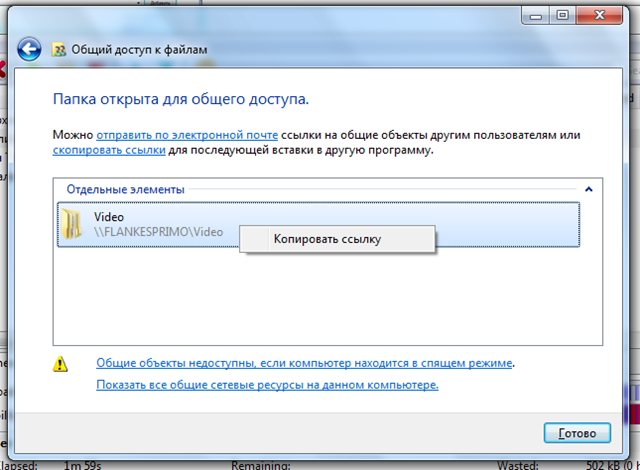 Общий доступ к файлам
Папка открыта для общего доступа.
Можно отправить по электронной почте ссылки на общие объекты другим пользователям или
скопировать ссылки для последующей вставки в другую программу.
Отдельные элементы
Video
\\FLANKESPRIMO\Video
Копировать ссылку
Общие объекты недоступны, если компьютер находится в спящем режиме.
Показать все общие сетевые ресурсы на данном компьютере.
Готово
lapsed: 1m 59s Remaining: Wasted: 502 kB (0 h